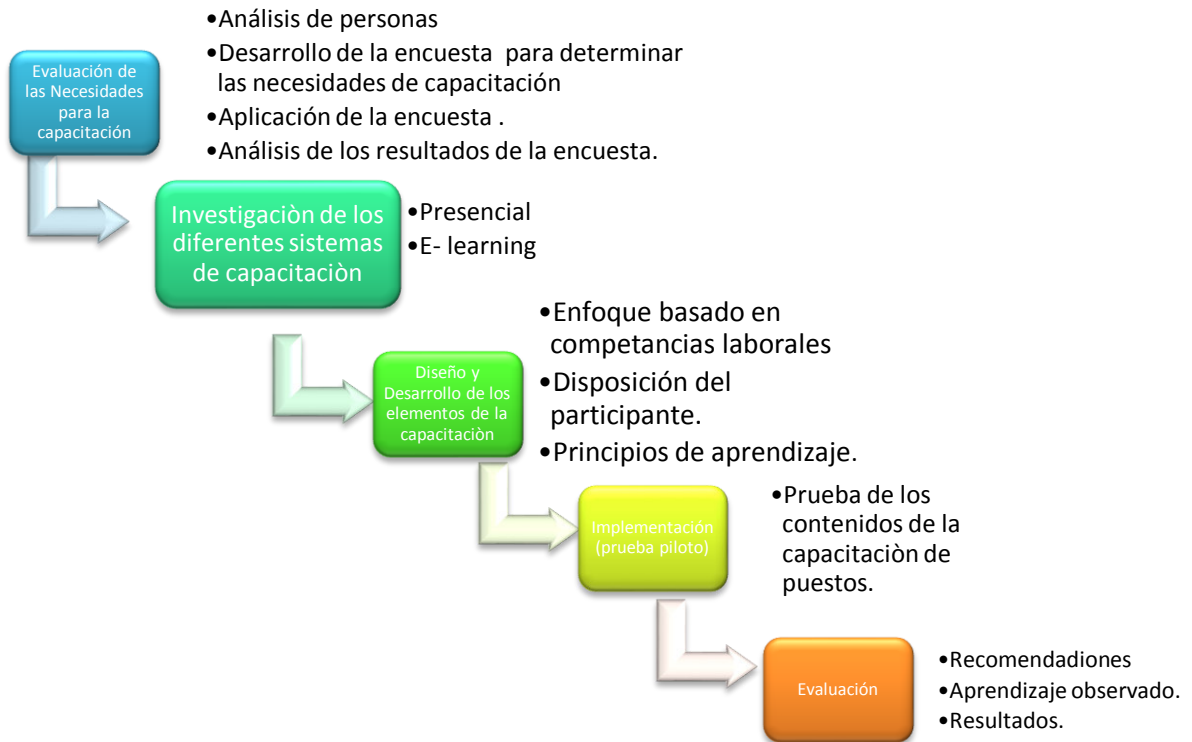 •Análisis de personas
•Desarrollo de la encuesta para determinar
las necesidades de capacitación
•Aplicación de la encuesta .
•Análisis de los resultados de la encuesta.
Evaluación de
las Necesidades
para la
capacitación
Investigaciòn de los
diferentes sistemas
de capacitaciòn
•Presencial
•E- learning
Diseño y
Desarrollo de los
elementos de la
capacitaciòn
•Enfoque basado en
competancias laborales
•Disposición del
participante.
•Principios de aprendizaje.
Implementación
(prueba piloto)
•Prueba de los
contenidos de la
capacitaciòn de
puestos.
Evaluación
•Recomendadiones
•Aprendizaje observado.
•Resultados.